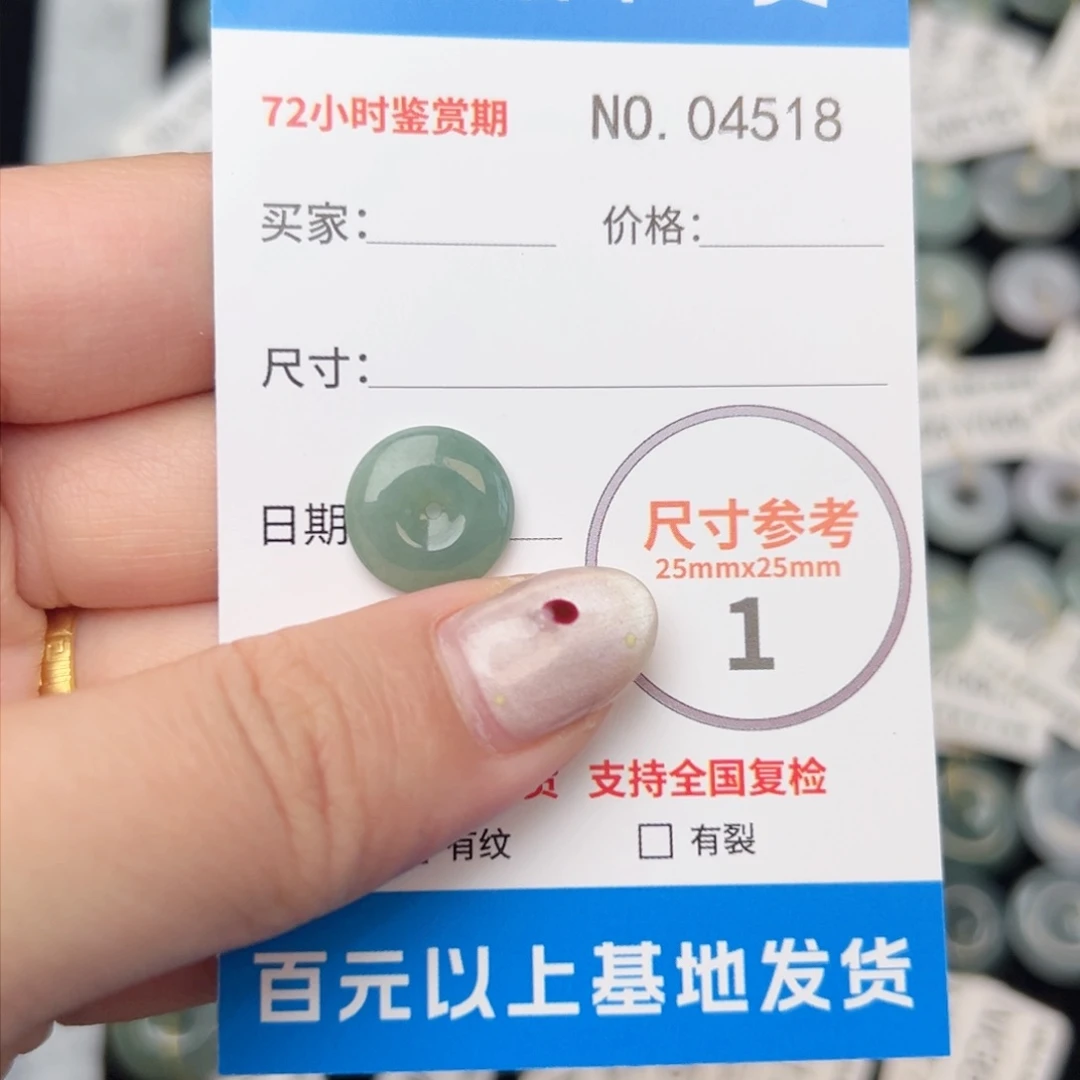 72小时鉴赏期 NO. 04518
买家： 价格：
尺寸：
日期
尺寸参考
25mmx25mm
1
货 支持全国复检
有纹 有裂
百元以上基地发货